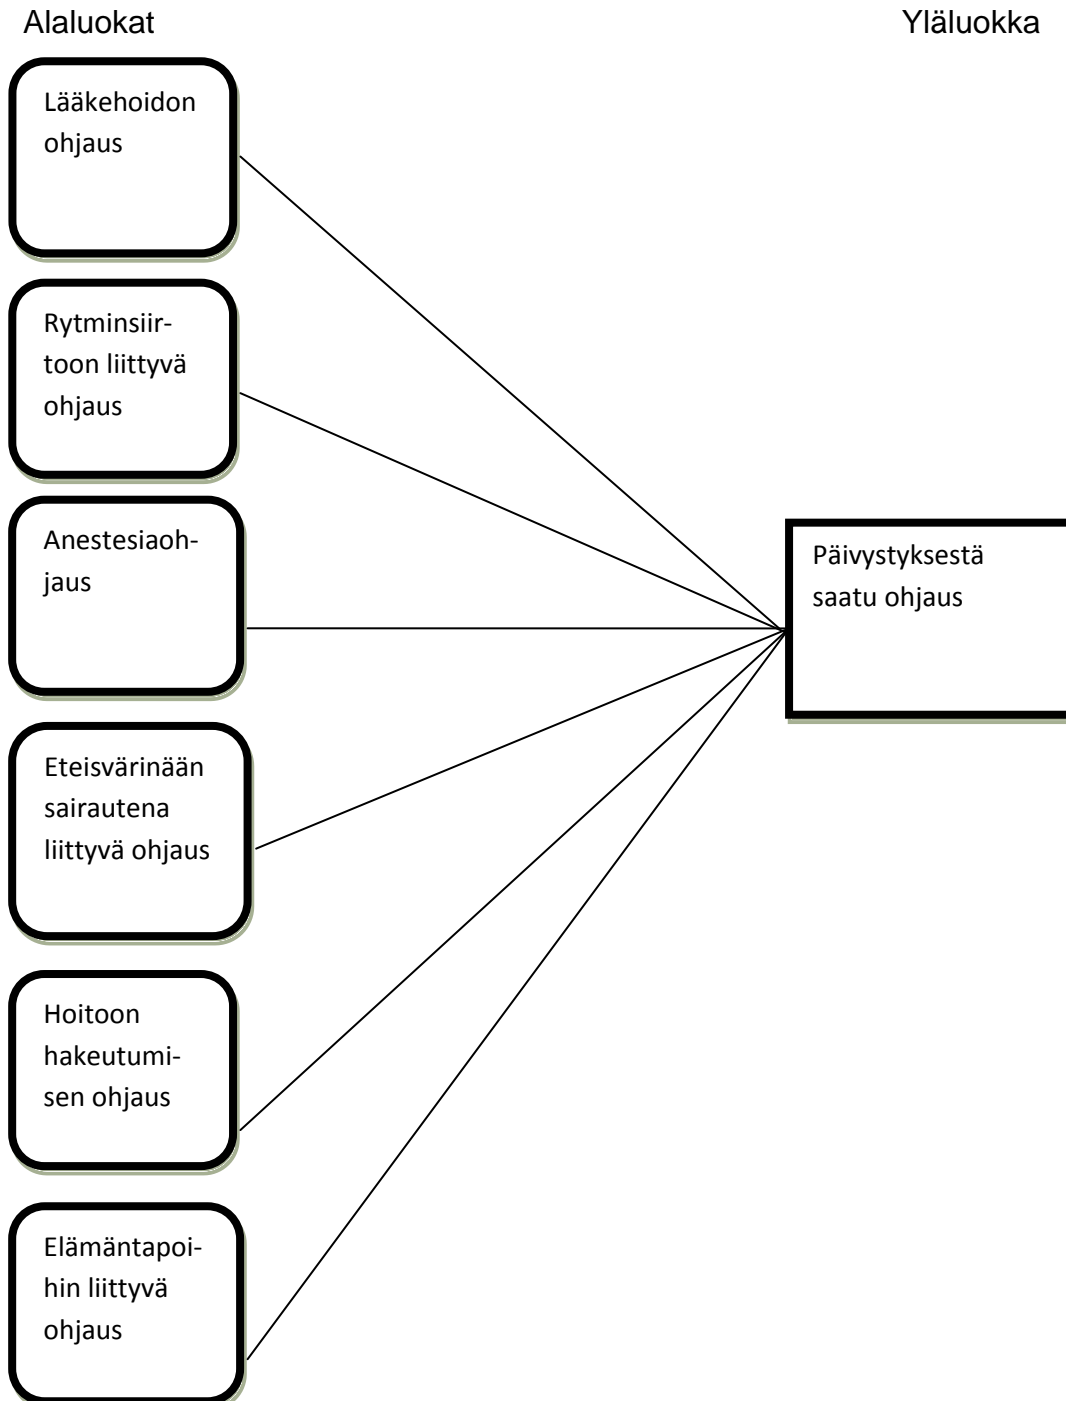 Alaluokat
Yläluokka
Lääkehoidon
ohjaus
Rytminsiir-
toon liittyvä
ohjaus
Anestesiaoh-
jaus
Päivystyksestä
saatu ohjaus
Eteisvärinään
sairautena
liittyvä ohjaus
Hoitoon
hakeutumi-
sen ohjaus
Elämäntapoi-
hin liittyvä
ohjaus